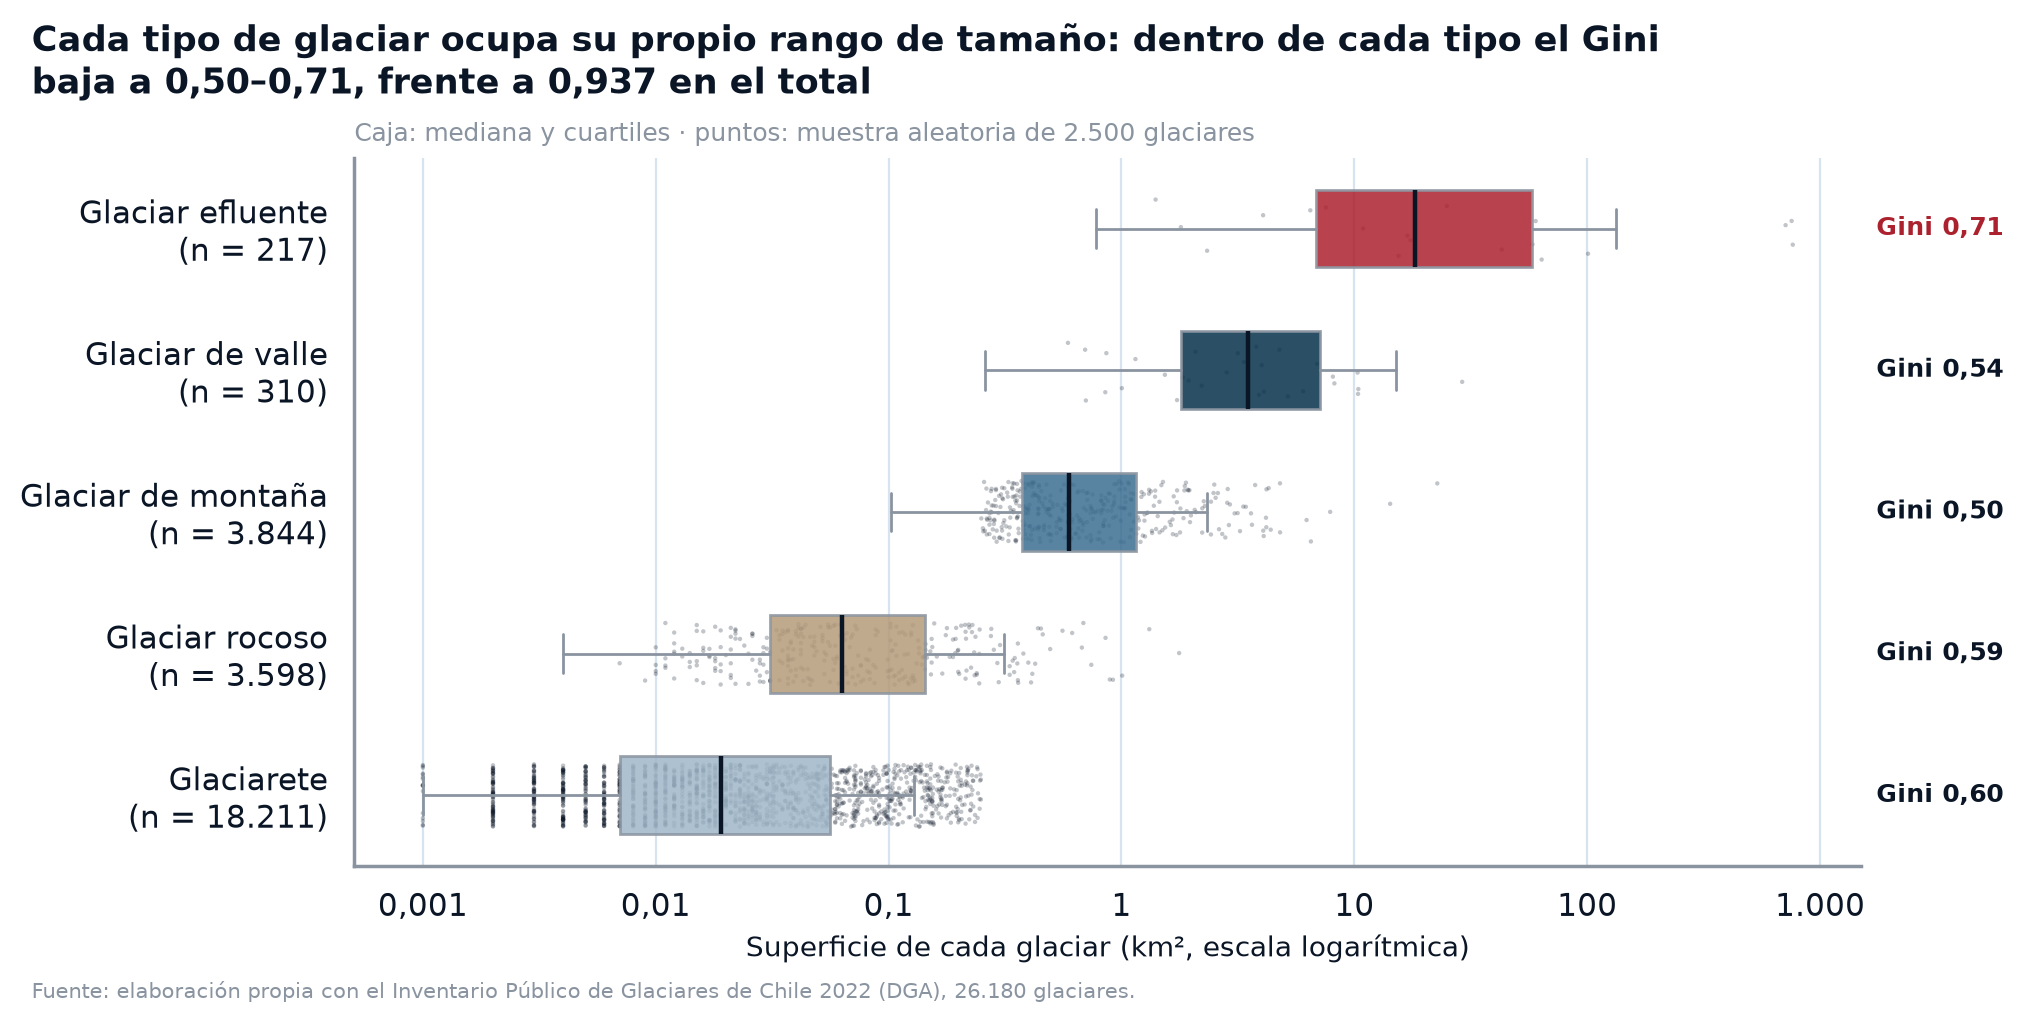 Cada tipo de glaciar ocupa su propio rango de tamaño: dentro de cada tipo el Gini
baja a 0,50–0,71, frente a 0,937 en el total
Caja: mediana y cuartiles · puntos: muestra aleatoria de 2.500 glaciares
Glaciar efluente
(n = 217)
Gini 0,71
Glaciar de valle
(n = 310)
Gini 0,54
Glaciar de montaña
(n = 3.844)
Gini 0,50
Glaciar rocoso
(n = 3.598)
Gini 0,59
Glaciarete
(n = 18.211)
Gini 0,60
0,001 0,01 0,1 1 10 100 1.000
Superficie de cada glaciar (km², escala logarítmica)
Fuente: elaboración propia con el Inventario Público de Glaciares de Chile 2022 (DGA), 26.180 glaciares.